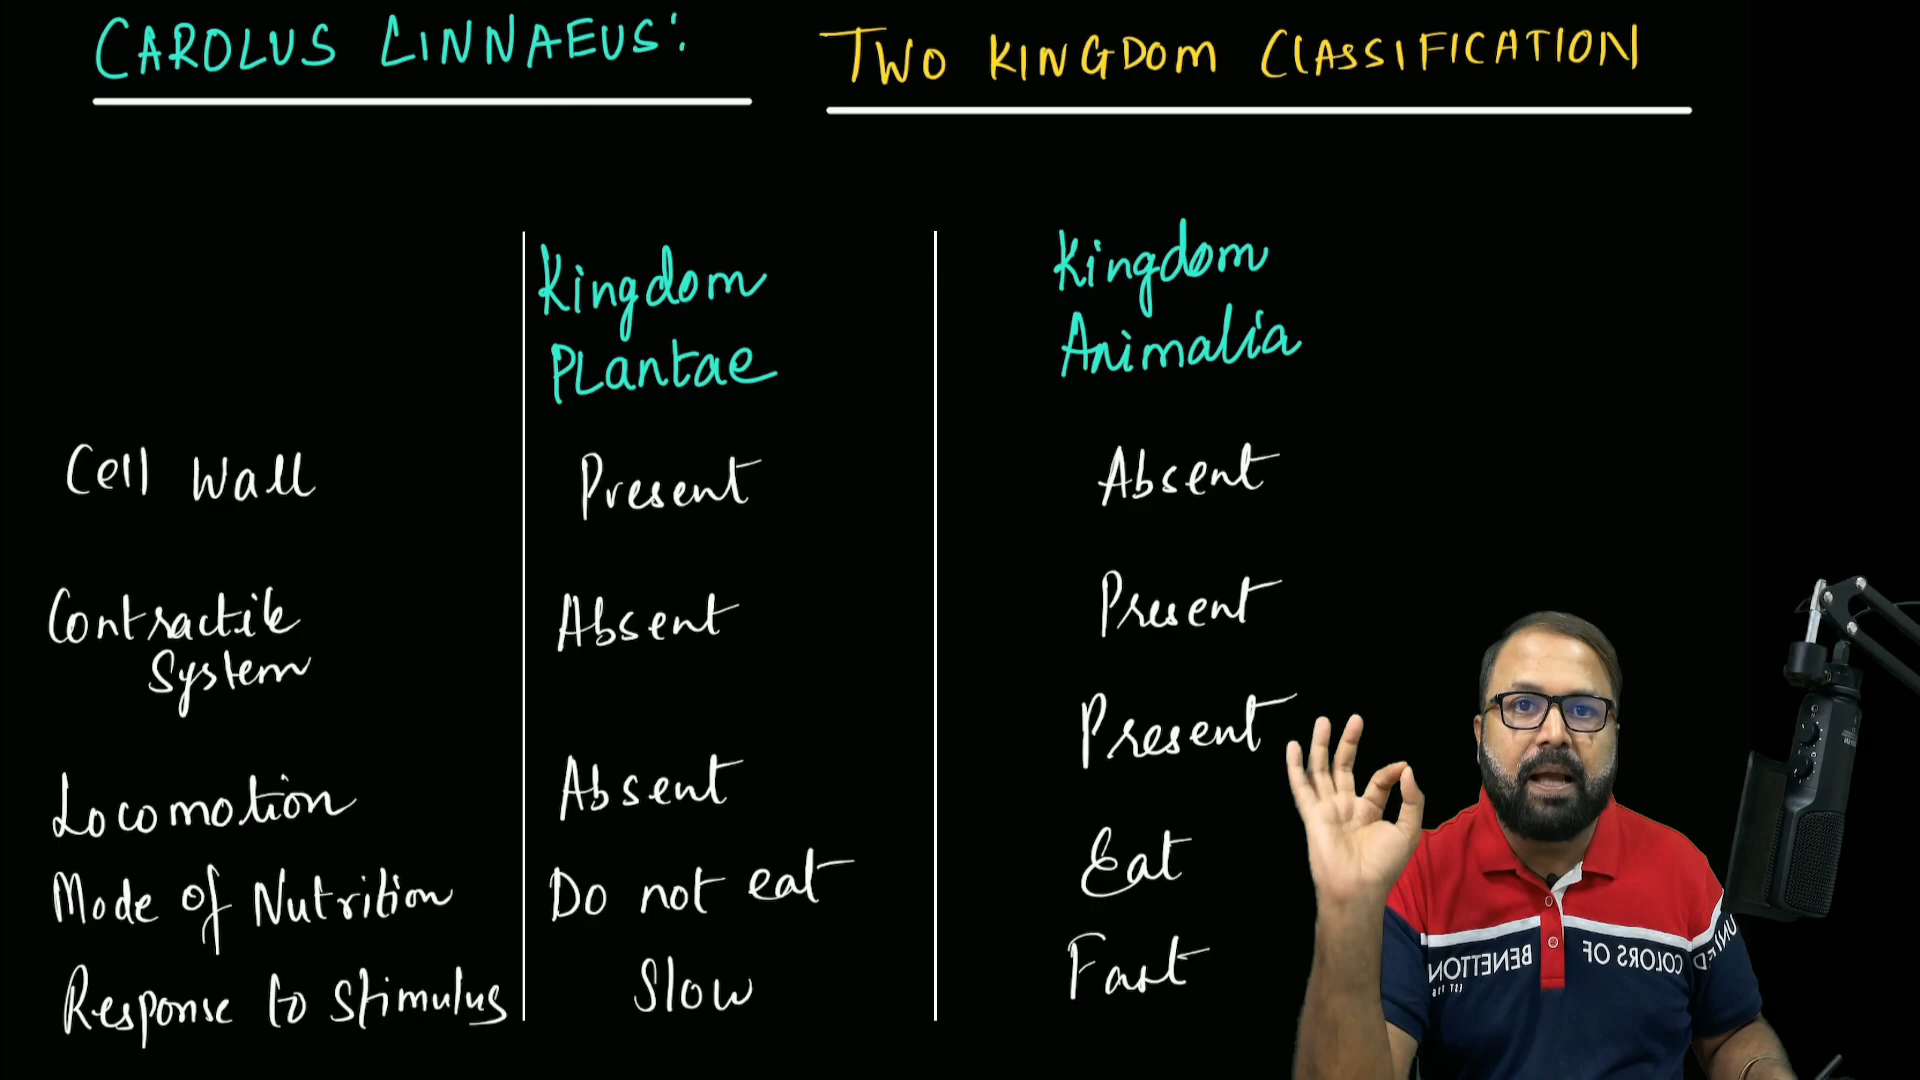 CAROLUS LINNAEUS:
TWO KINGDOM CLASSIFICATION
Kingdom Plantae
Kingdom Animalia
Cell Wall Present Absent
Contractile System Absent Present
Locomotion Absent Present
Mode of Nutrition Do not eat Eat
Response to stimulus Slow Fast
UNITED COLORS OF BENETTON